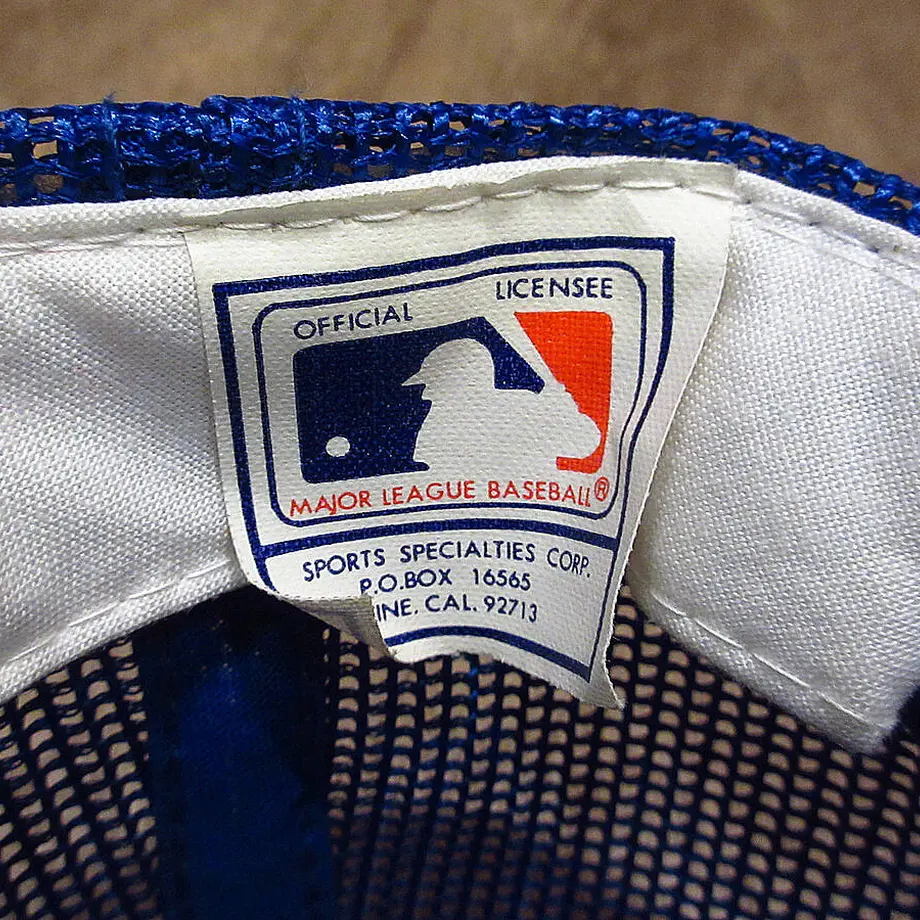 OFFICIAL LICENSEE
MAJOR LEAGUE BASEBALL®
SPORTS SPECIALTIES CORP.
P.O.BOX 16565
INE, CAL. 92713